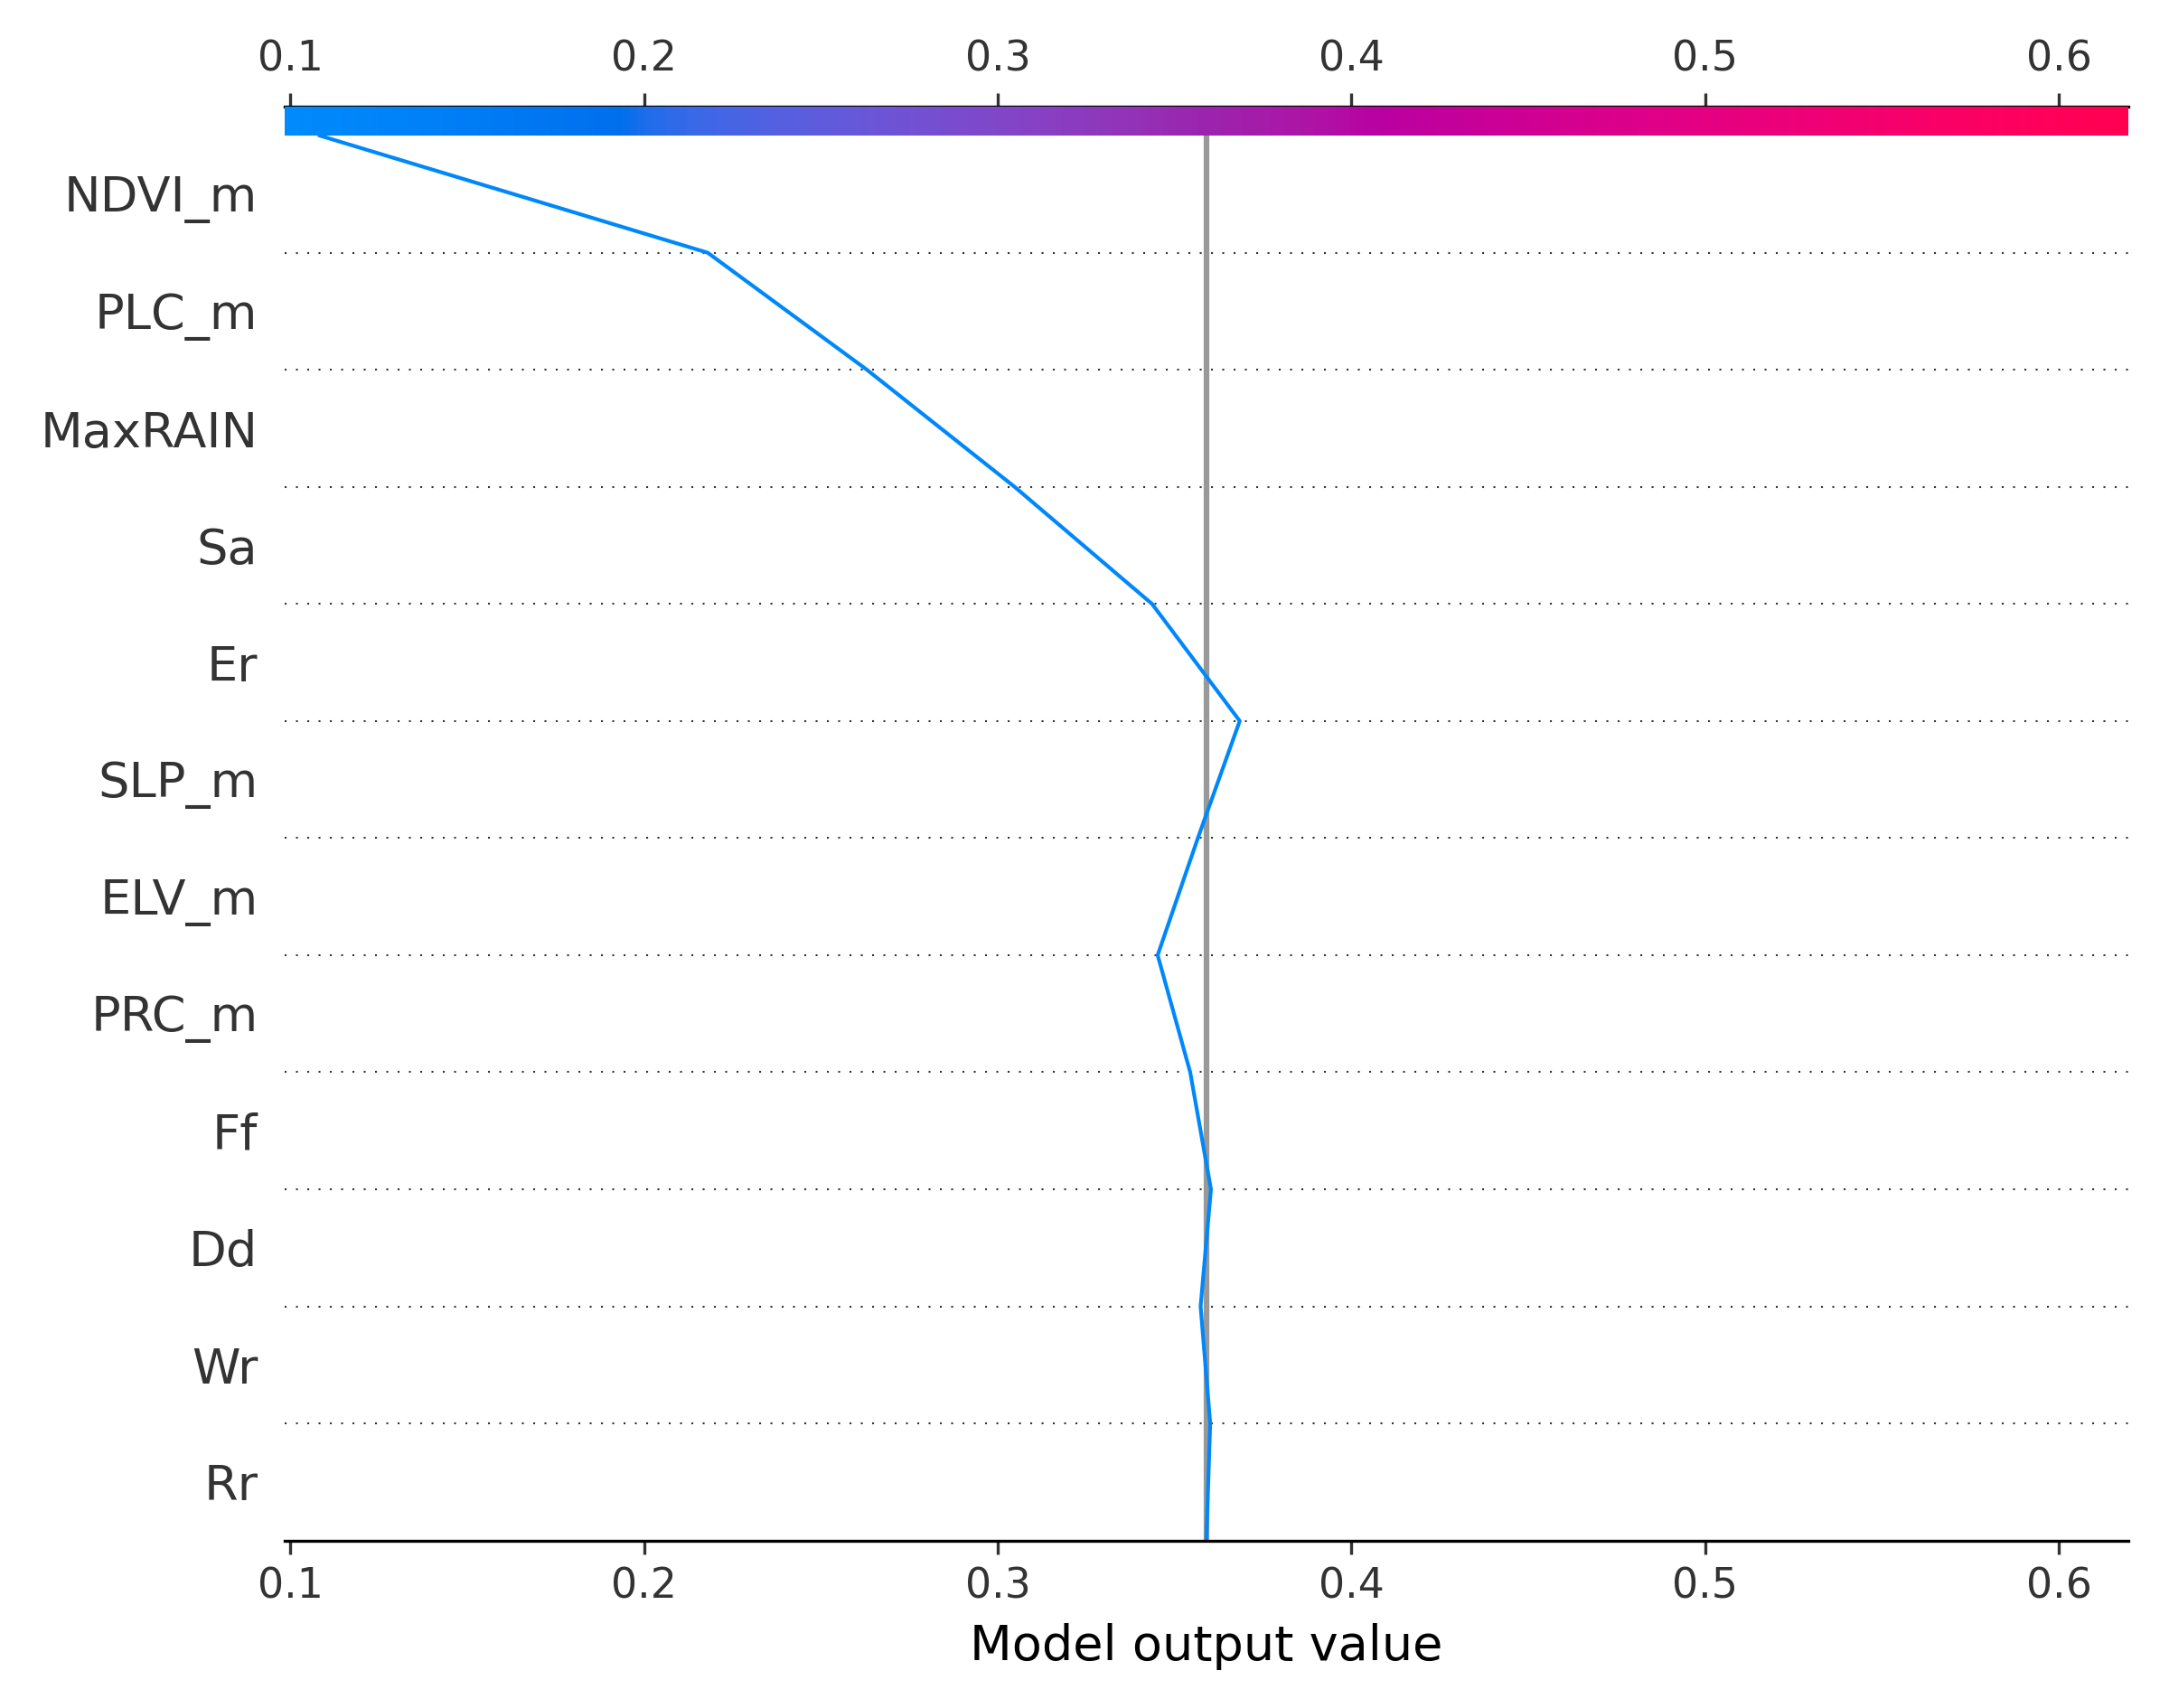 0.1 0.2 0.3 0.4 0.5 0.6
NDVI_m
PLC_m
MaxRAIN
Sa
Er
SLP_m
ELV_m
PRC_m
Ff
Dd
Wr
Rr
0.1 0.2 0.3 0.4 0.5 0.6
Model output value